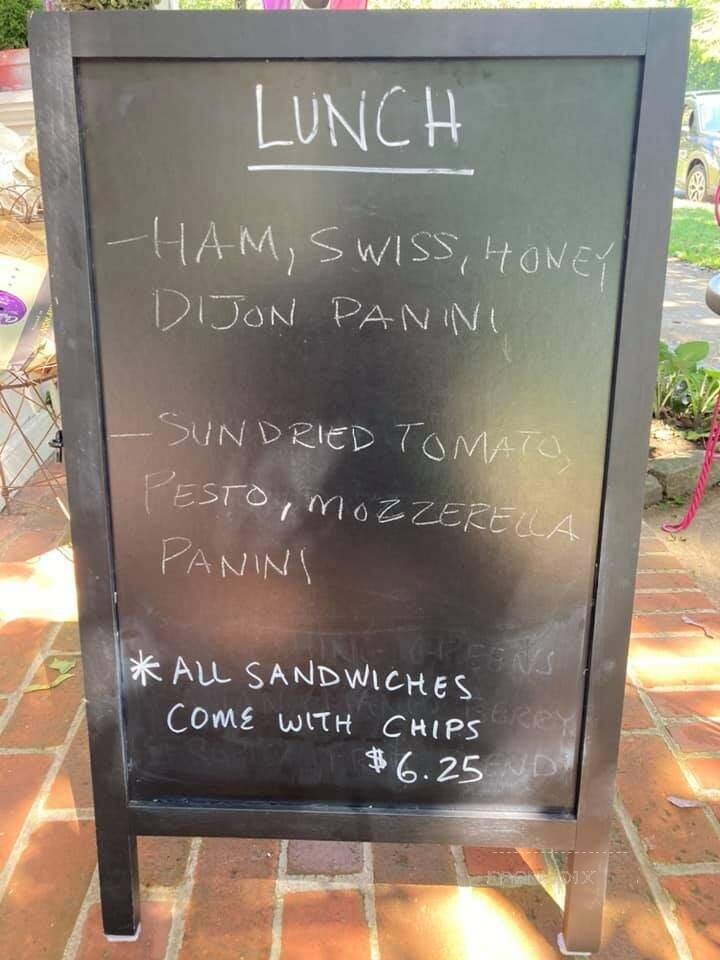 LUNCH
- HAM, SWISS, HONEY
DIJON PANINI
- SUNDRIED TOMATO,
PESTO, MOZZERELLA
PANINI
* ALL SANDWICHES
COME WITH CHIPS
$6.25